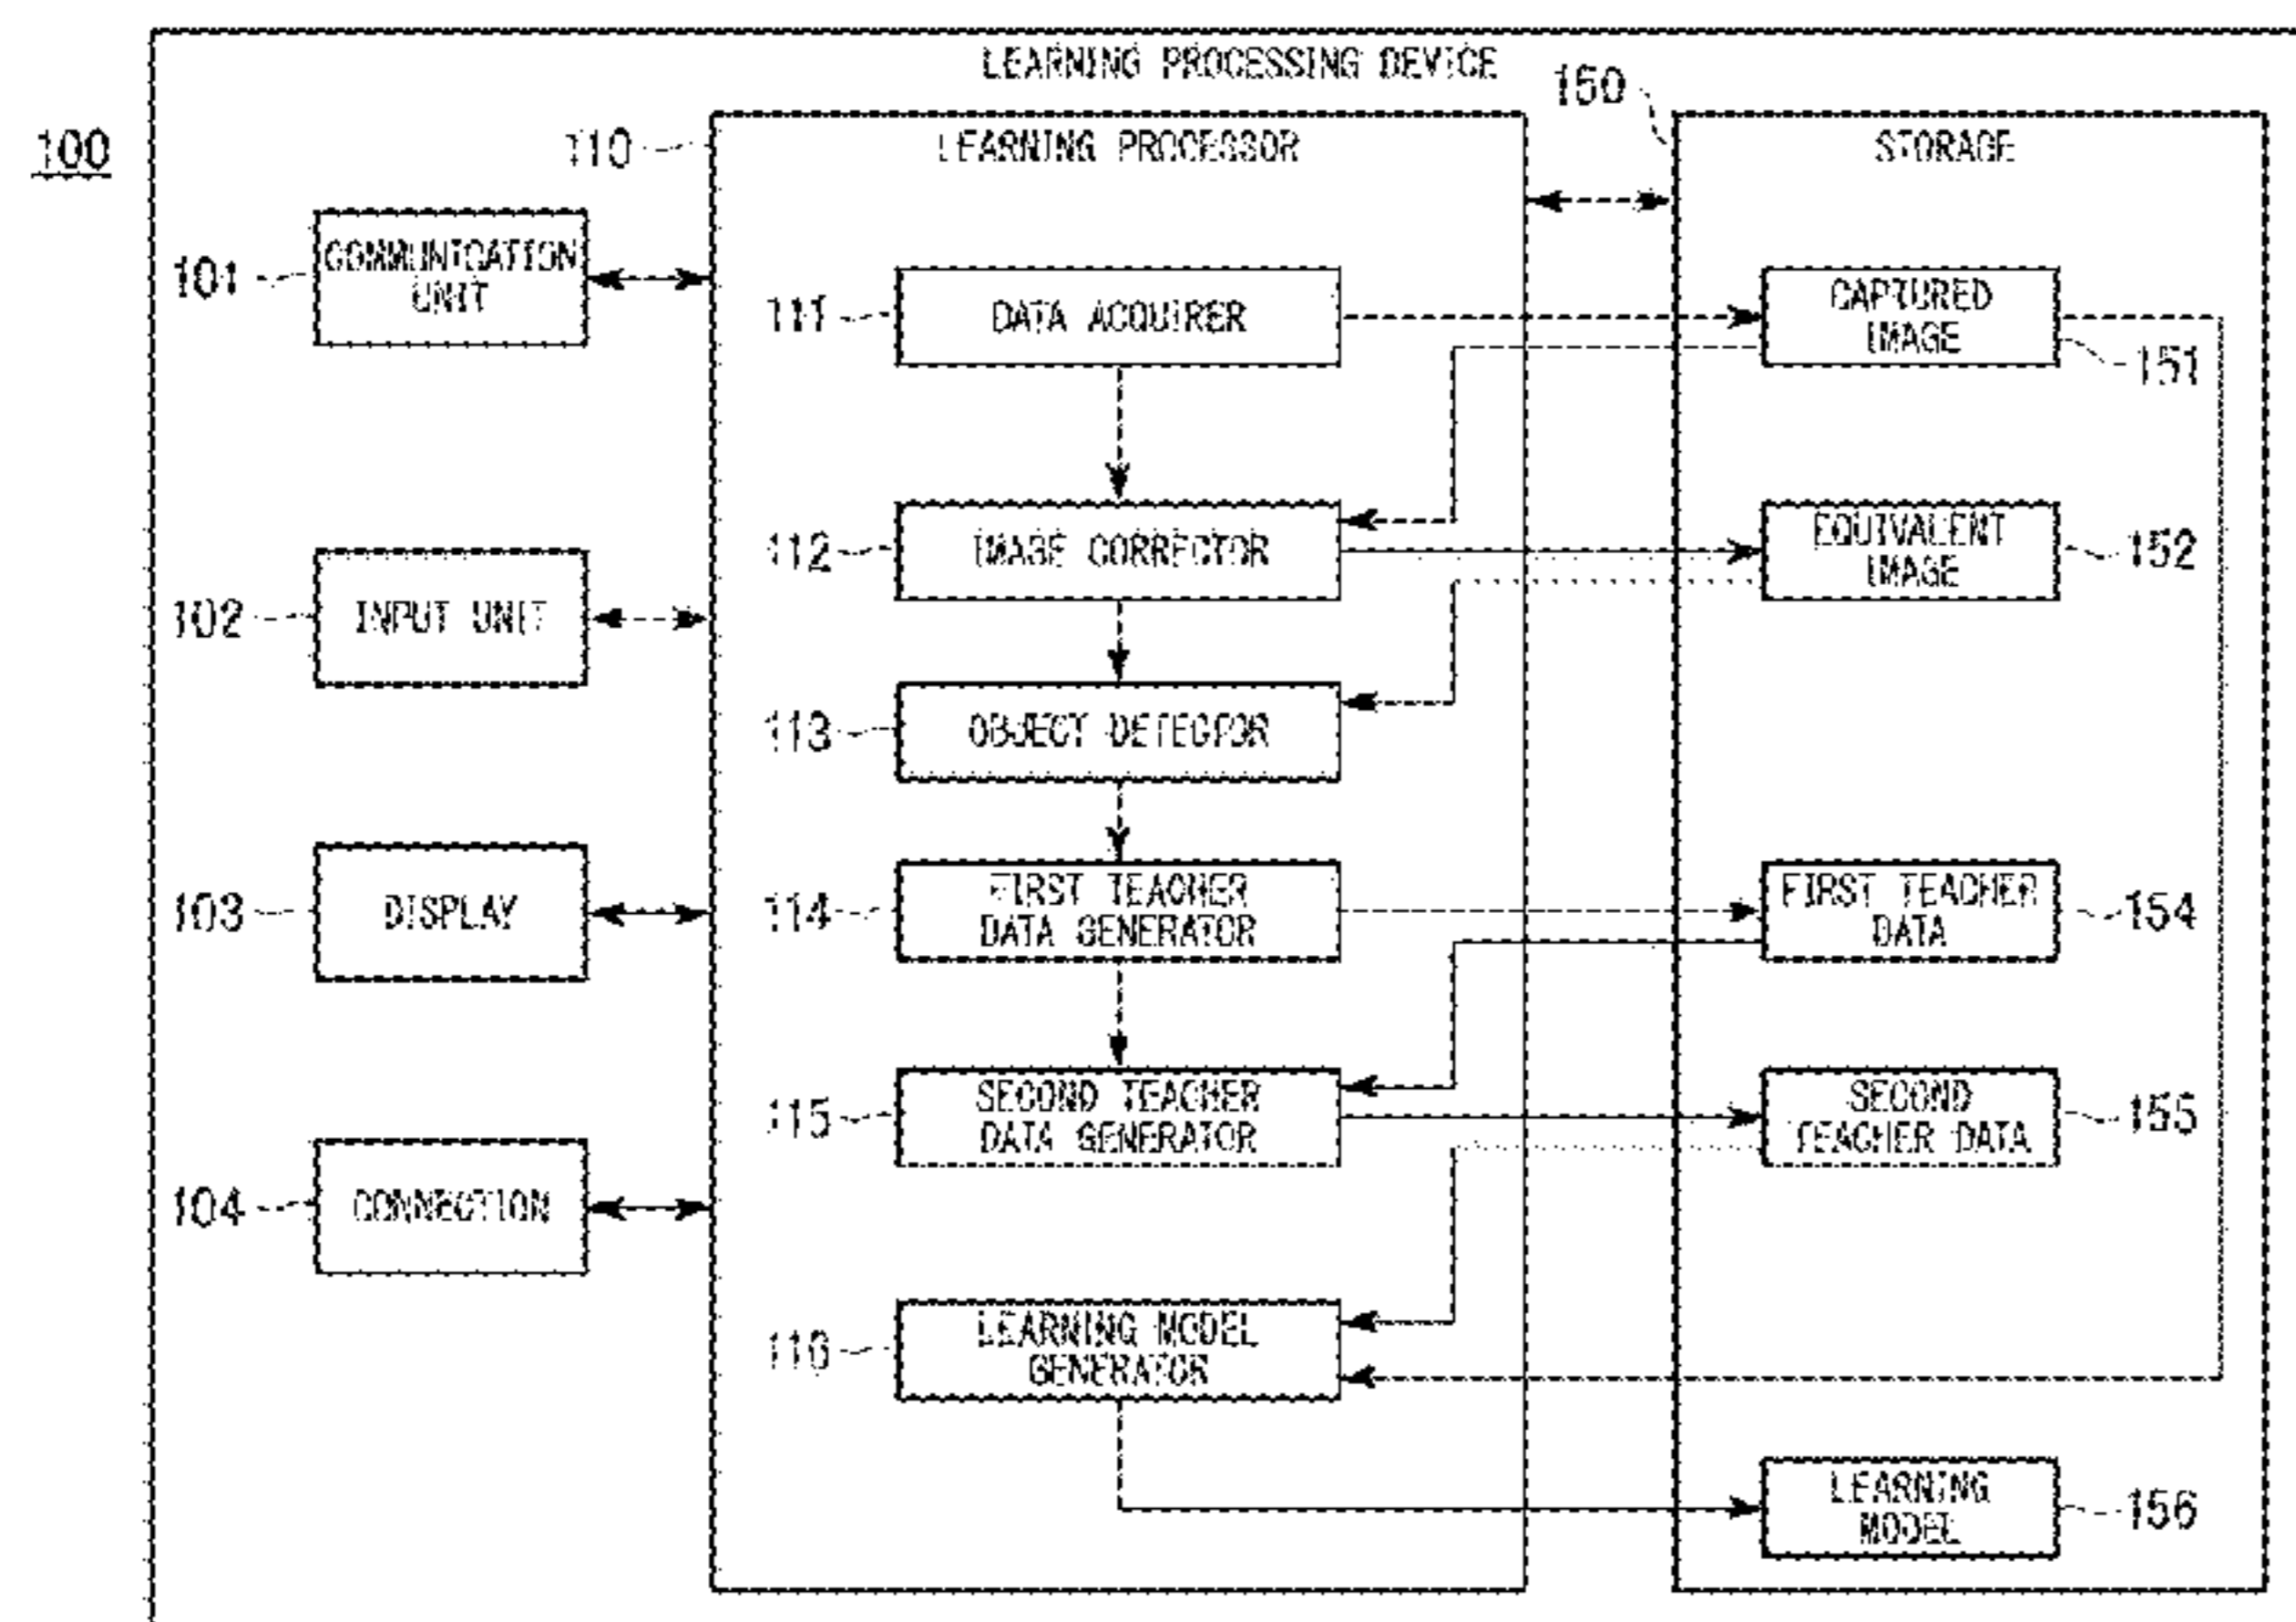 LEARNING PROCESSING DEVICE
100
150
110
LEARNING PROCESSOR
STORAGE
101
COMMUNICATION
UNIT
111
DATA ACQUIRER
CAPTURED
IMAGE
151
112
IMAGE CORRECTOR
EQUIVALENT
IMAGE
152
102
INPUT UNIT
113
OBJECT DETECTOR
103
DISPLAY
114
FIRST TEACHER
DATA GENERATOR
FIRST TEACHER
DATA
154
115
SECOND TEACHER
DATA GENERATOR
SECOND
TEACHER DATA
155
104
CONNECTION
116
LEARNING MODEL
GENERATOR
LEARNING
MODEL
156